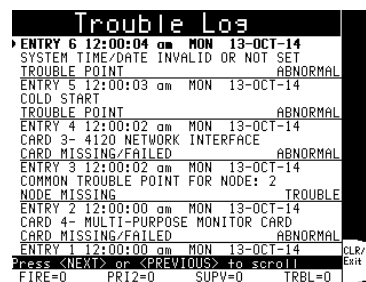 Trouble Log
ENTRY 6 12:00:04 am MON 13-OCT-14
SYSTEM TIME/DATE INVALID OR NOT SET
TROUBLE POINT ABNORMAL
ENTRY 5 12:00:03 am MON 13-OCT-14
COLD START
TROUBLE POINT ABNORMAL
ENTRY 4 12:00:02 am MON 13-OCT-14
CARD 3- 4120 NETWORK INTERFACE
CARD MISSING/FAILED ABNORMAL
ENTRY 3 12:00:02 am MON 13-OCT-14
COMMON TROUBLE POINT FOR NODE: 2
NODE MISSING TROUBLE
ENTRY 2 12:00:00 am MON 13-OCT-14
CARD 4- MULTI-PURPOSE MONITOR CARD
CARD MISSING/FAILED ABNORMAL
ENTRY 1 12:00:00 am MON 13-OCT-14
Press <NEXT> or <PREVIOUS> to scroll
CLR/
Exit
FIRE=0 PRI2=0 SUPV=0 TRBL=0